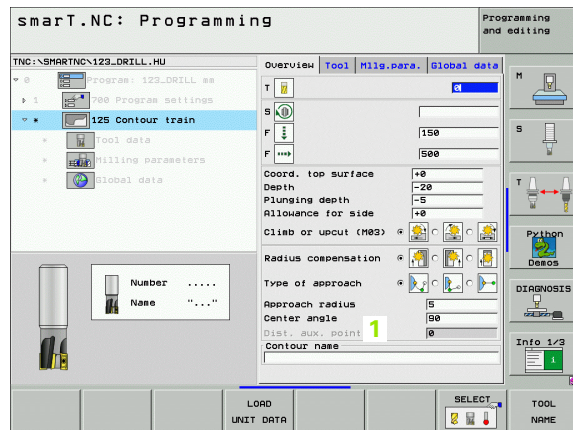 smarT.NC: Programming
Programming and editing
TNC:\SMARTNC\123_DRILL.HU
0 Program: 123_DRILL mm
1 700 Program settings
* 125 Contour train
* Tool data
* Milling parameters
* Global data
Number .....
Name "..."
Overview Tool Mllg.para. Global data
T 0
S
F 150
F 500
Coord. top surface +0
Depth -20
Plunging depth -5
Allowance for side +0
Climb or upcut (M03)
Radius compensation
Type of approach
Approach radius 5
Center angle 90
Dist. aux. point 0
1
Contour name
M
S
T
Python
Demos
DIAGNOSIS
Info 1/3
1
LOAD
UNIT DATA
SELECT
TOOL
NAME